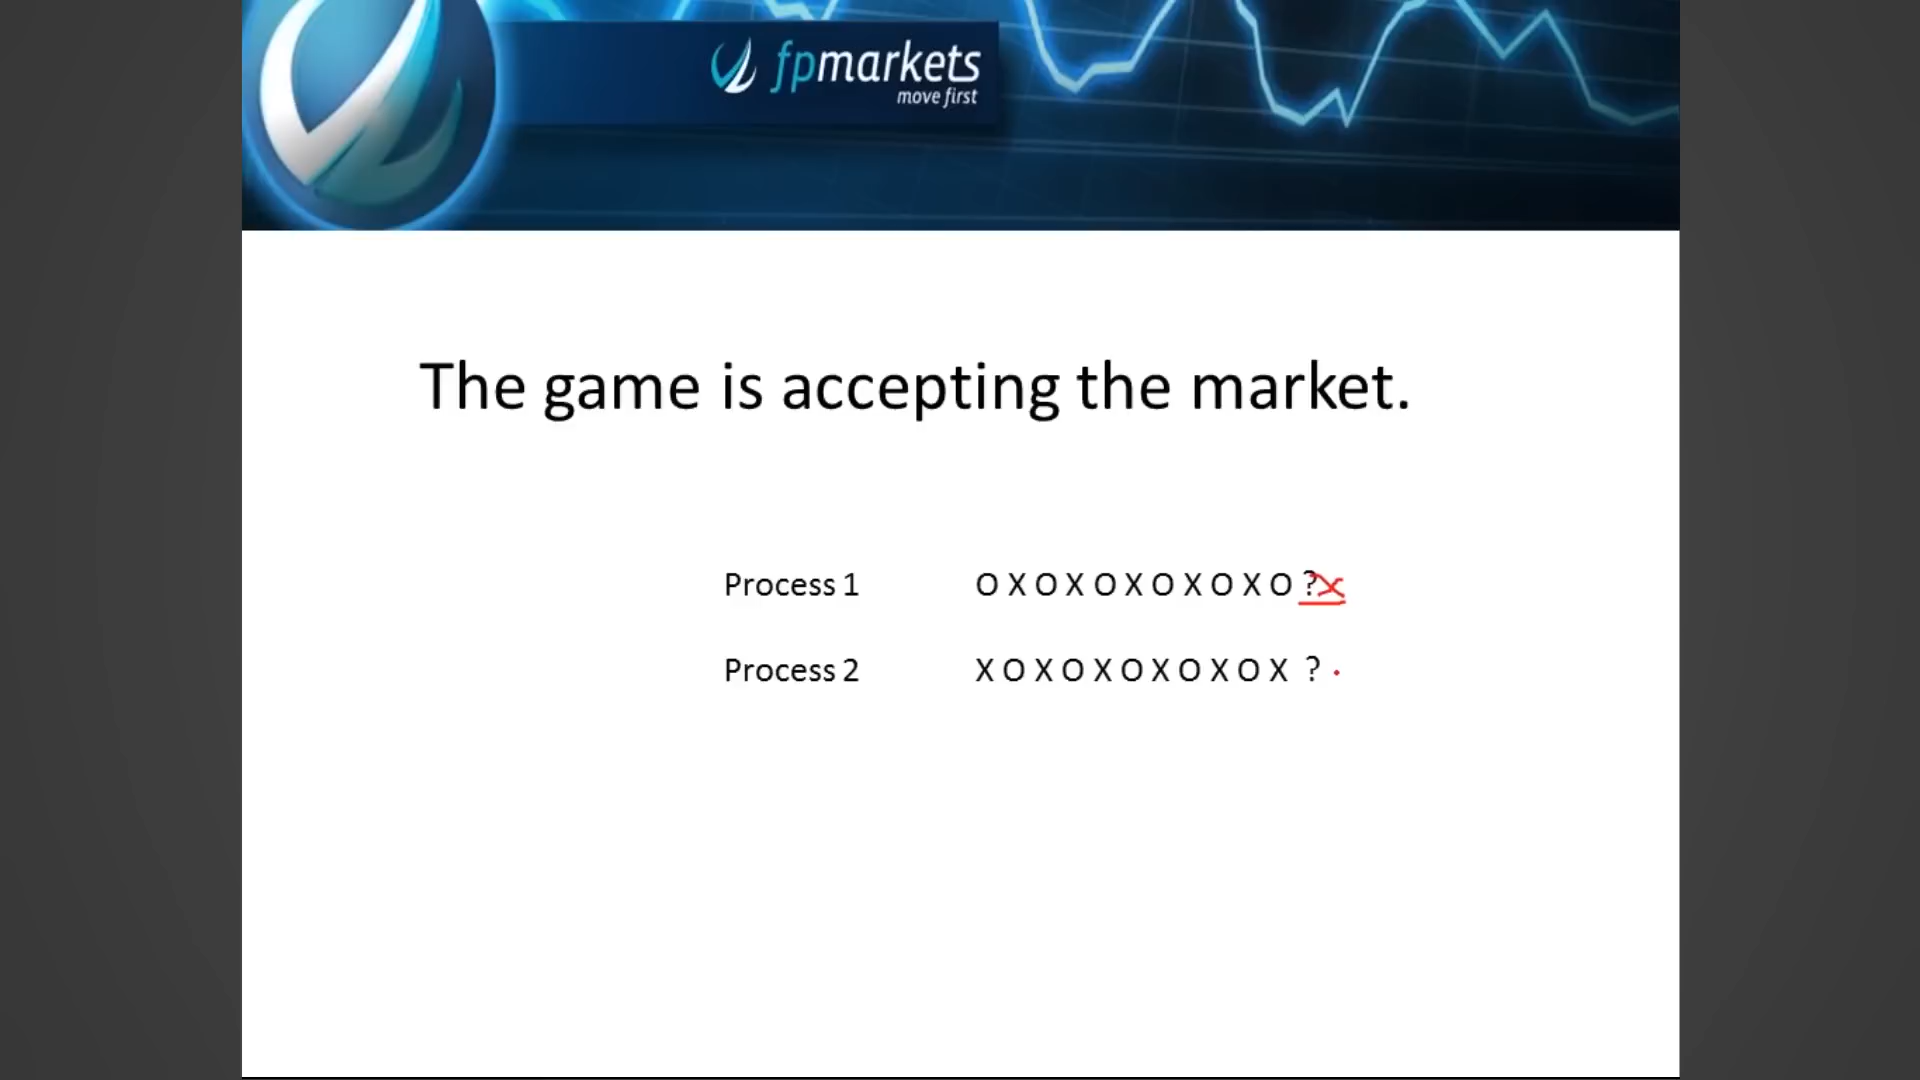 fpmarkets
move first
The game is accepting the market.
Process 1 O X O X O X O X O X O ? X
Process 2 X O X O X O X O X O X ?